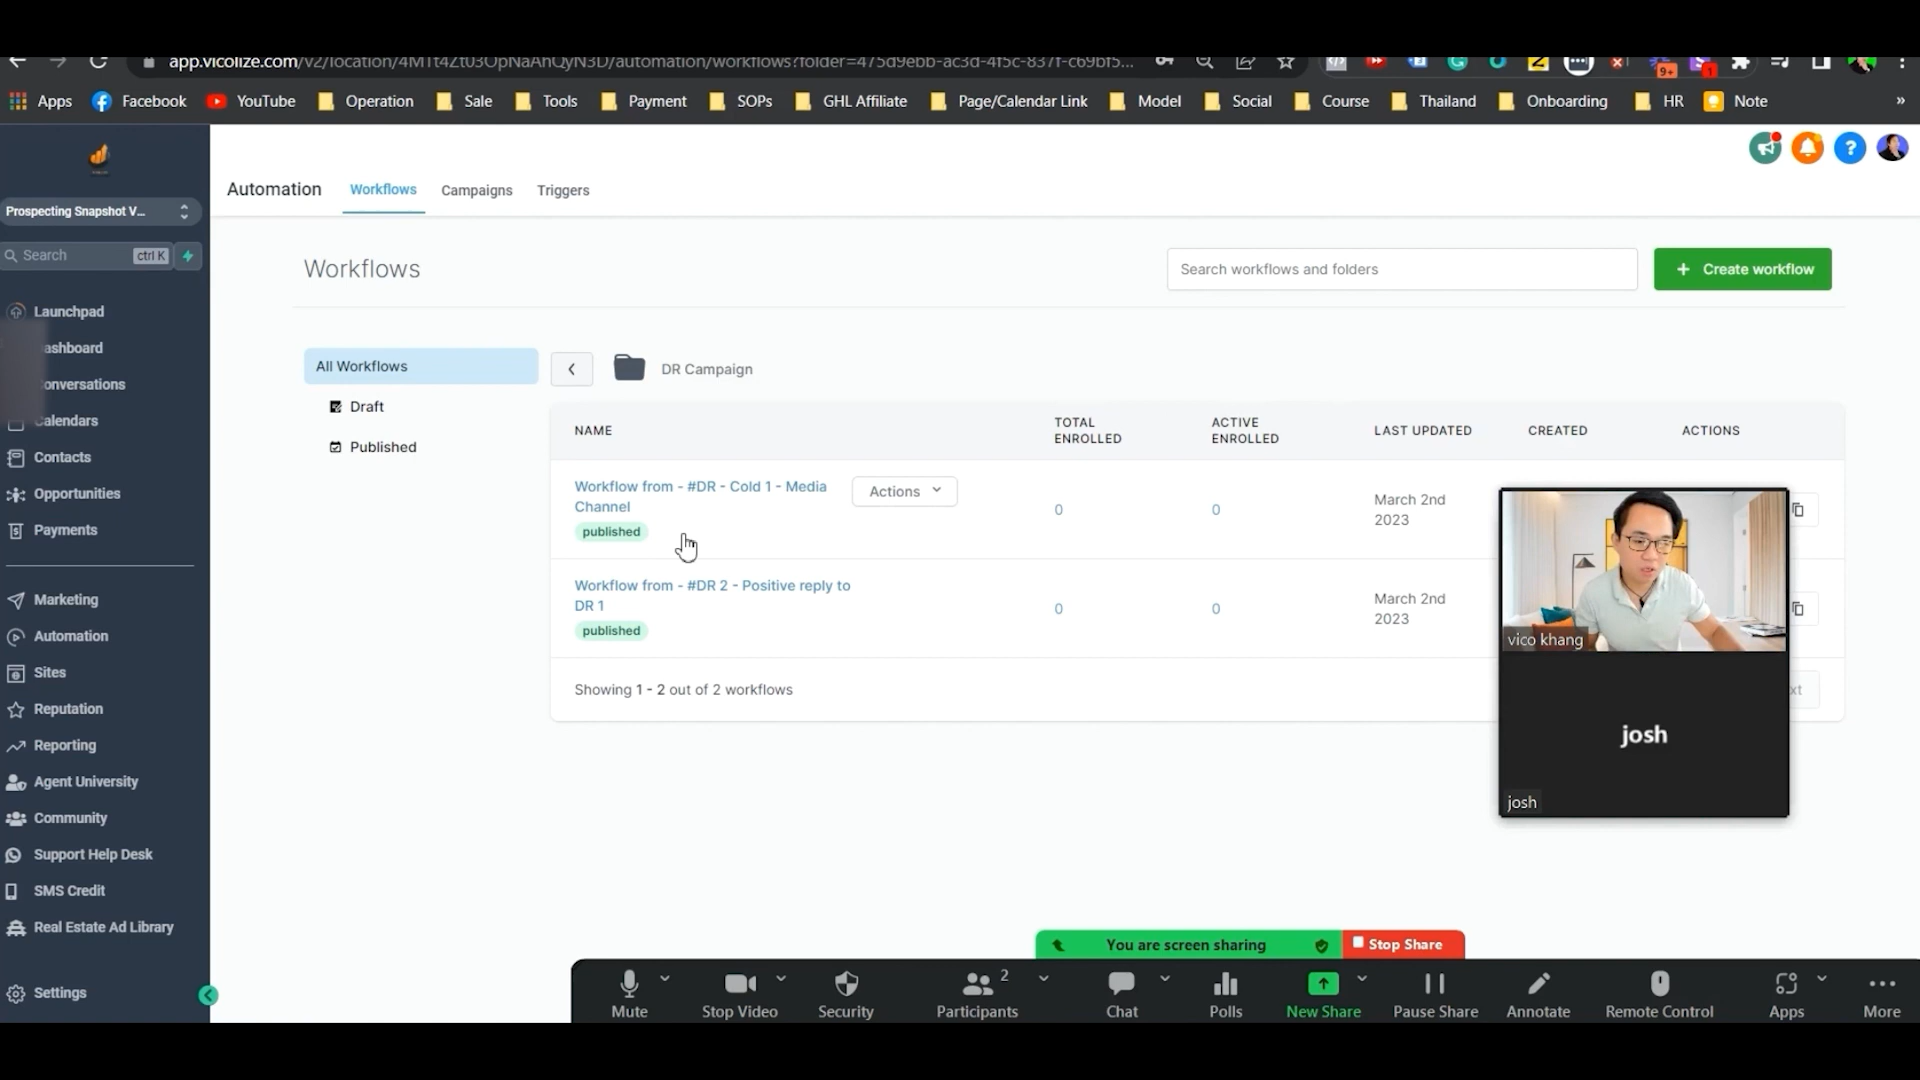 app.vicolize.com/v2/location/4MTt4Zt03OpNaAhQyN3D/automation/workflows?folder=475d9ebb-ac3d-4f5c-837f-c69bf5...
9+
1
Apps
Facebook
YouTube
Operation
Sale
Tools
Payment
SOPs
GHL Affiliate
Page/Calendar Link
Model
Social
Course
Thailand
Onboarding
HR
Note
»
Prospecting Snapshot V...
Search
ctrl K
Launchpad
ashboard
onversations
alendars
Contacts
Opportunities
Payments
Marketing
Automation
Sites
Reputation
Reporting
Agent University
Community
Support Help Desk
SMS Credit
Real Estate Ad Library
Settings
Automation
Workflows
Campaigns
Triggers
?
Workflows
Search workflows and folders
+ Create workflow
All Workflows
Draft
Published
DR Campaign
NAME
TOTAL
ENROLLED
ACTIVE
ENROLLED
LAST UPDATED
CREATED
ACTIONS
Workflow from - #DR - Cold 1 - Media
Channel
published
Actions
0
0
March 2nd
2023
Workflow from - #DR 2 - Positive reply to
DR 1
published
0
0
March 2nd
2023
Showing 1 - 2 out of 2 workflows
xt
vico khang
josh
josh
You are screen sharing
Stop Share
Mute
Stop Video
Security
Participants
2
Chat
Polls
New Share
Pause Share
Annotate
Remote Control
Apps
More